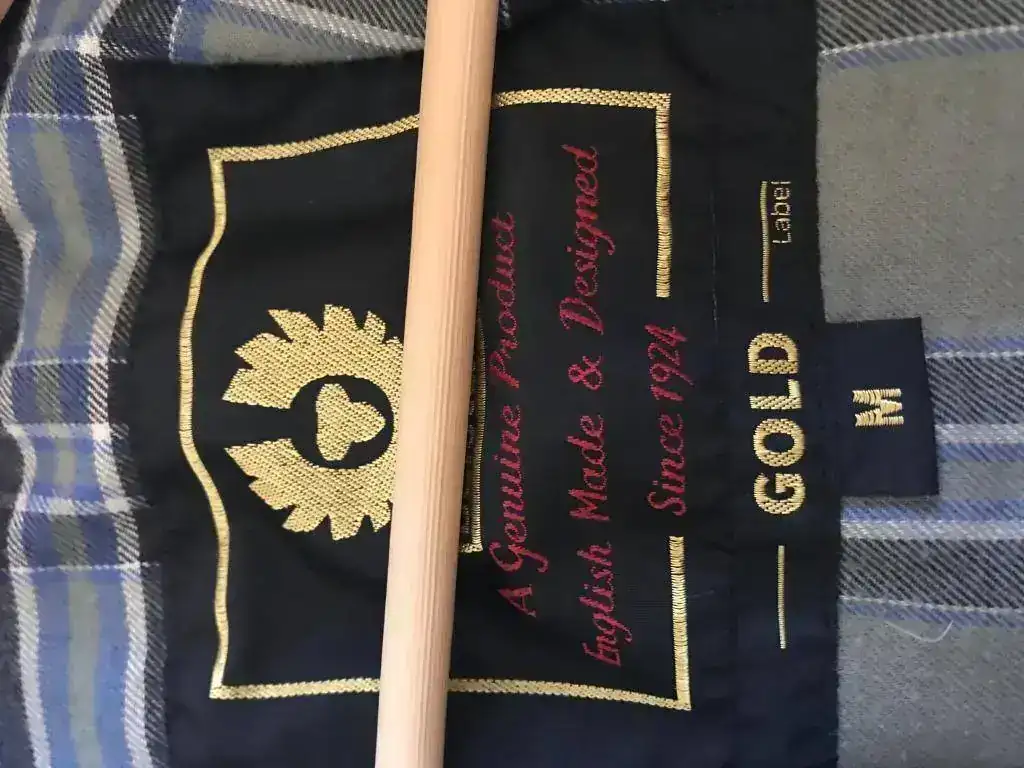 A Genuine Product
English Made & Designed
Since 1924
GOLD
Label
M